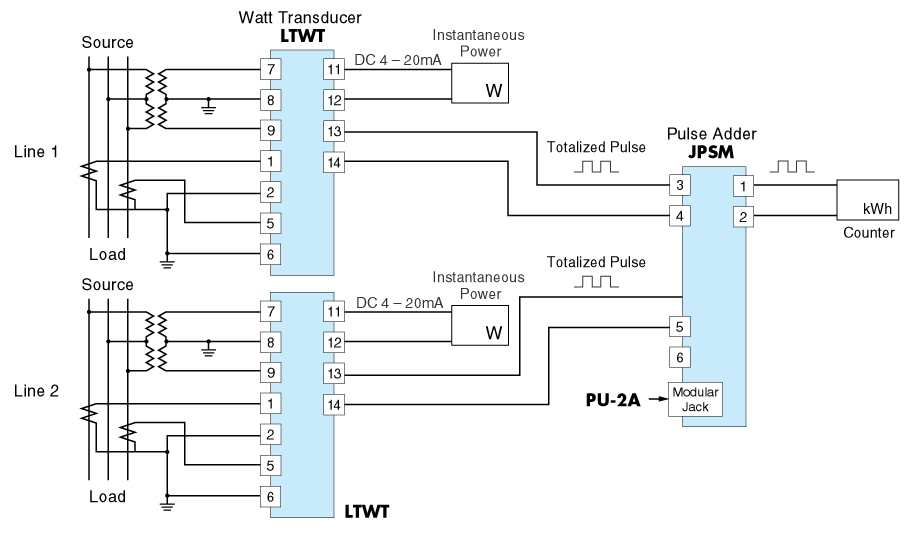 Watt Transducer
LTWT
Source
7
8
9
1
2
5
6
11
12
13
14
DC 4 – 20mA
Instantaneous
Power
W
Line 1
Load
Totalized Pulse
Pulse Adder
JPSM
3
4
1
2
kWh
Counter
Source
7
8
9
1
2
5
6
11
12
13
14
DC 4 – 20mA
Instantaneous
Power
W
Totalized Pulse
5
6
Line 2
PU-2A
Modular
Jack
Load
LTWT